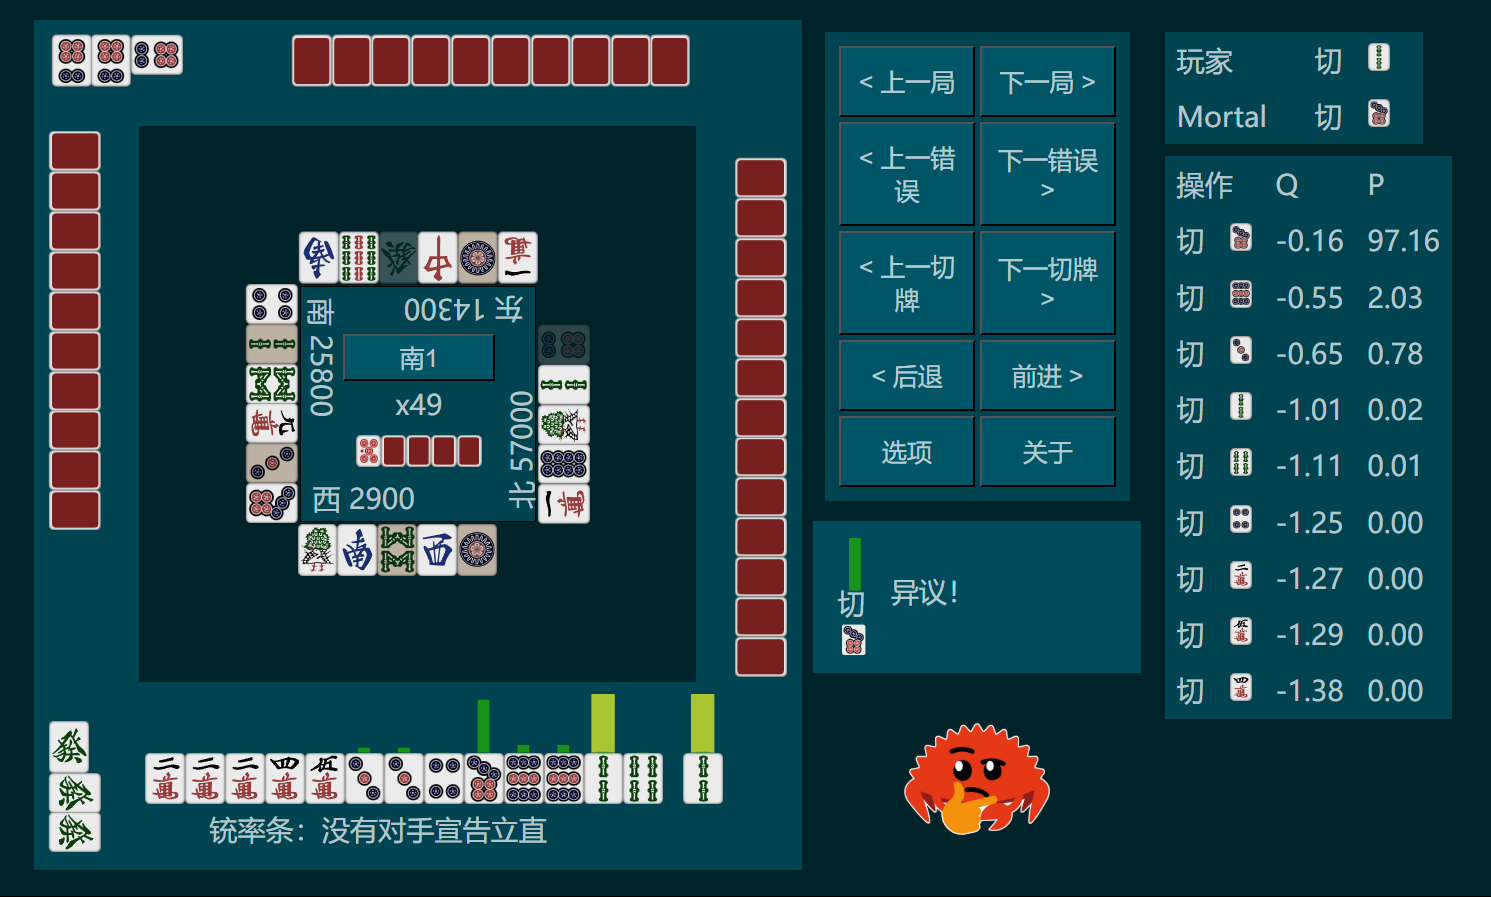 东 14300
南 25800
南1
x49
北 57000
西 2900
铳率条：没有对手宣告立直
< 上一局
下一局 >
< 上一错误
下一错误 >
< 上一切牌
下一切牌 >
< 后退
前进 >
选项
关于
切
异议！
玩家 切
Mortal 切
操作 Q P
切 -0.16 97.16
切 -0.55 2.03
切 -0.65 0.78
切 -1.01 0.02
切 -1.11 0.01
切 -1.25 0.00
切 -1.27 0.00
切 -1.29 0.00
切 -1.38 0.00